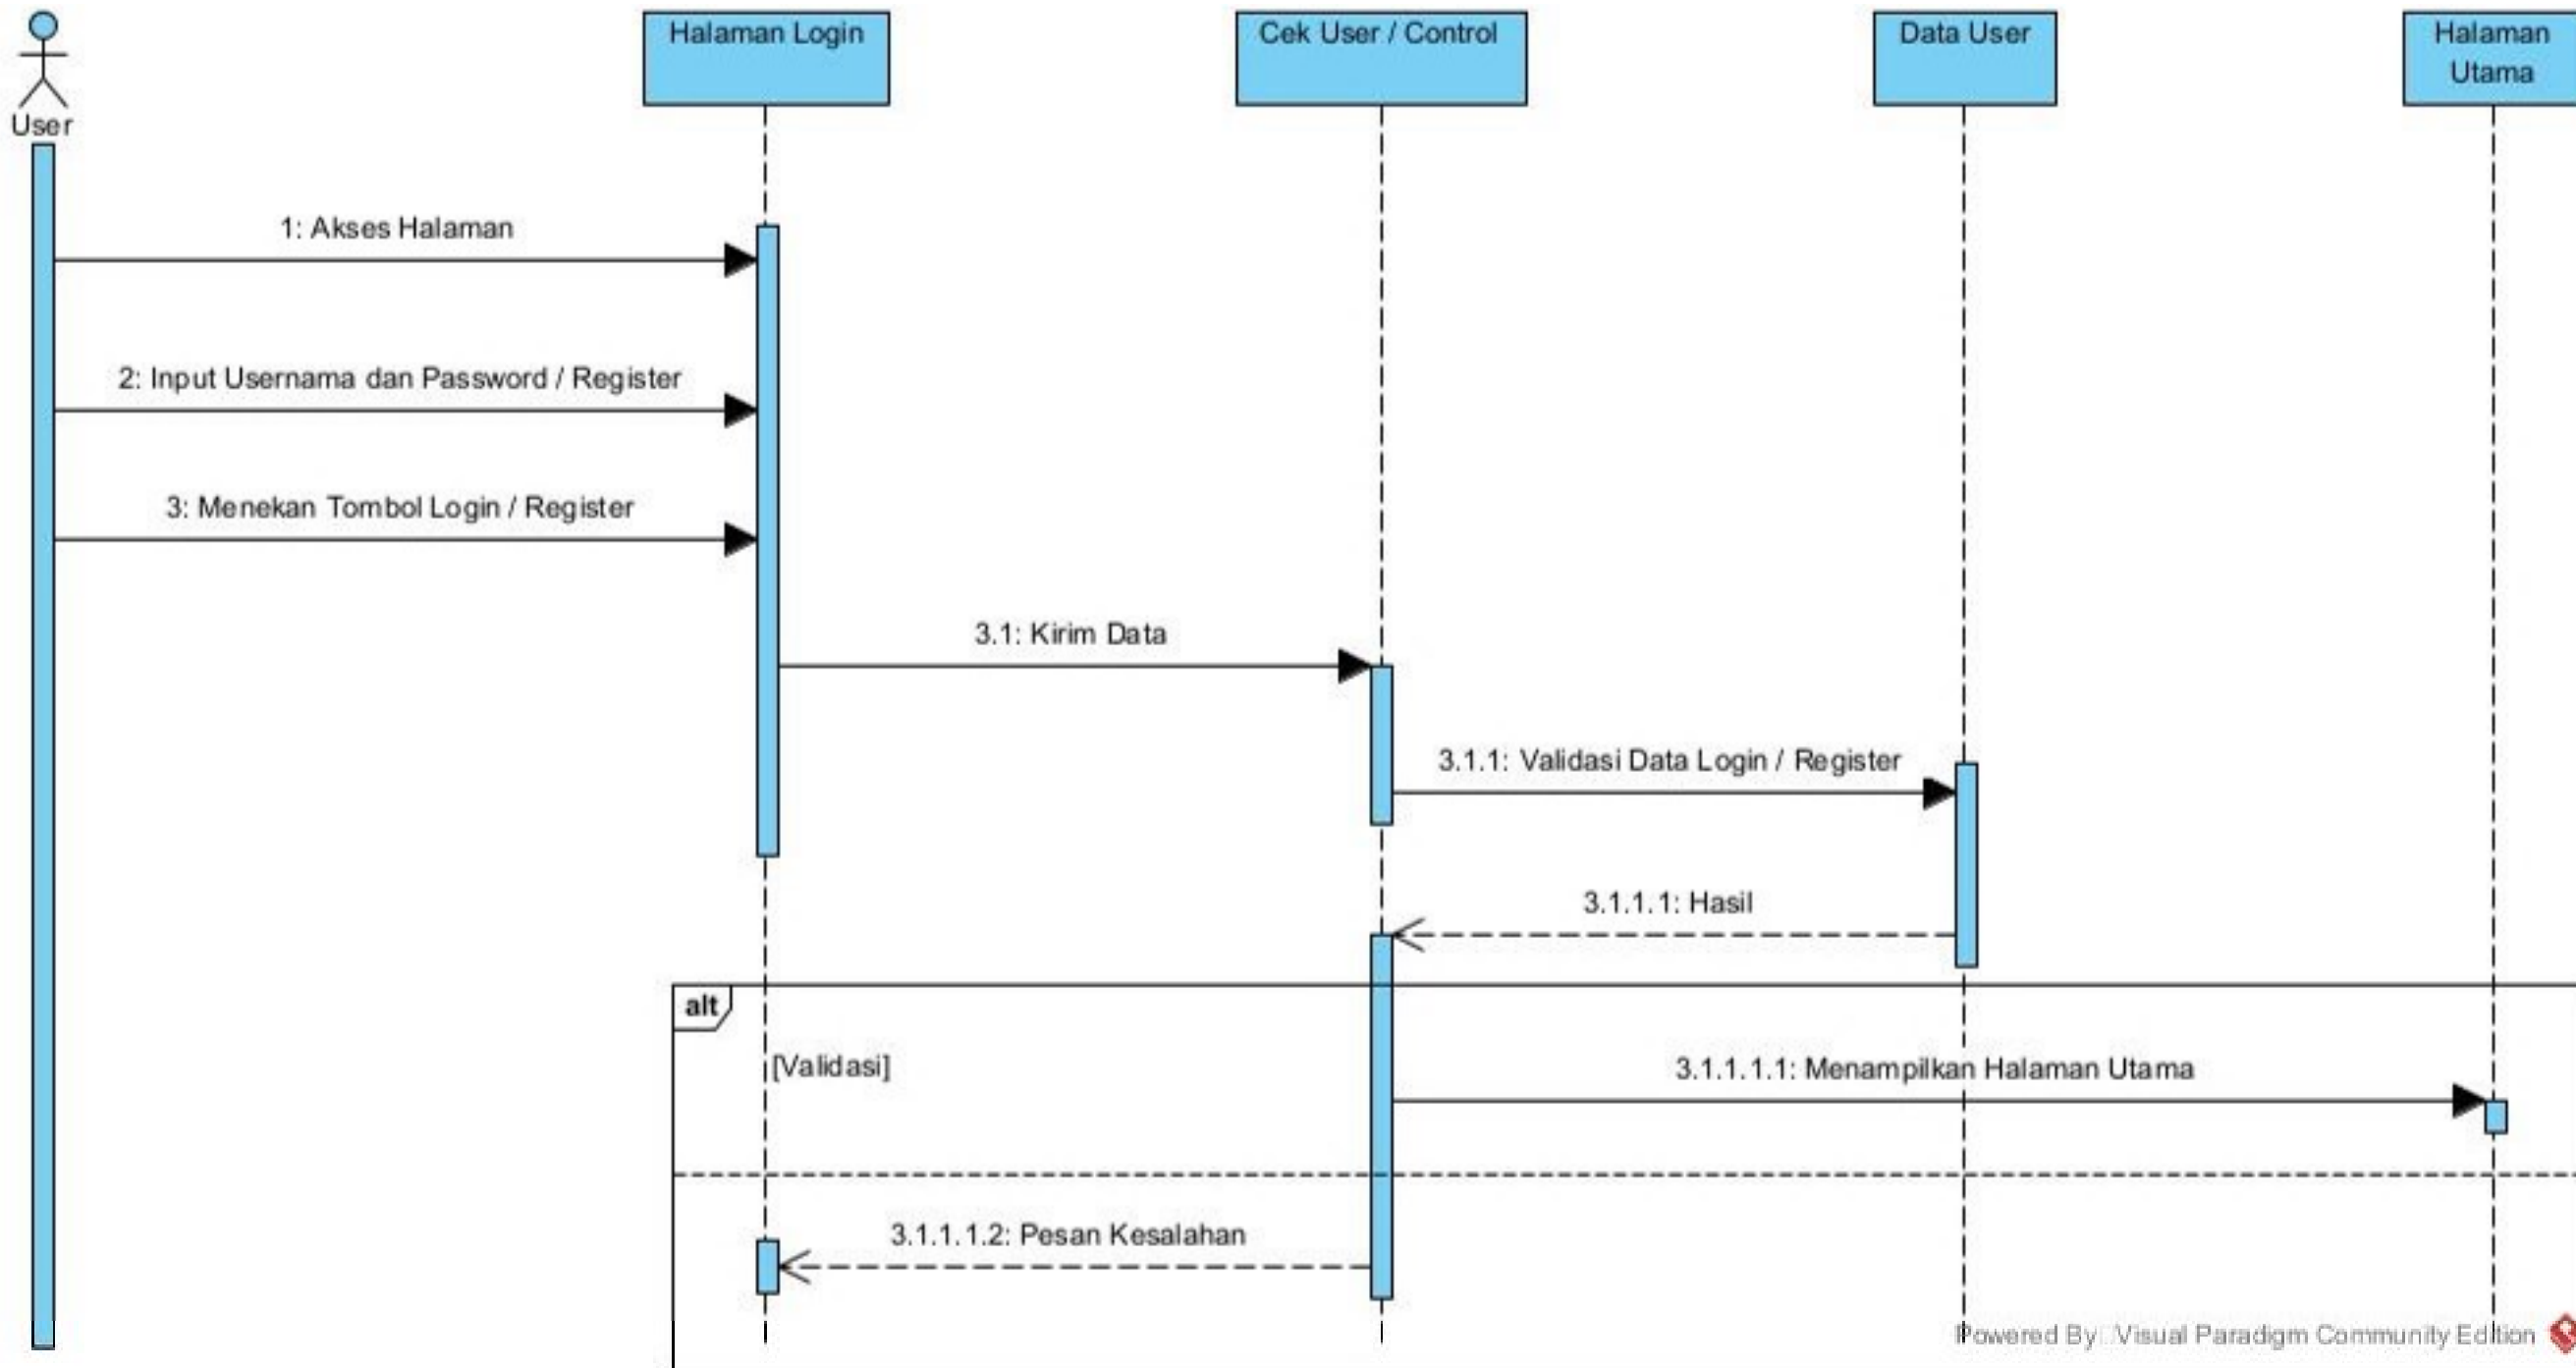 User
Halaman Login
Cek User / Control
Data User
Halaman
Utama
1: Akses Halaman
2: Input Usernama dan Password / Register
3: Menekan Tombol Login / Register
3.1: Kirim Data
3.1.1: Validasi Data Login / Register
3.1.1.1: Hasil
alt
[Validasi]
3.1.1.1.1: Menampilkan Halaman Utama
3.1.1.1.2: Pesan Kesalahan
Powered By Visual Paradigm Community Edition